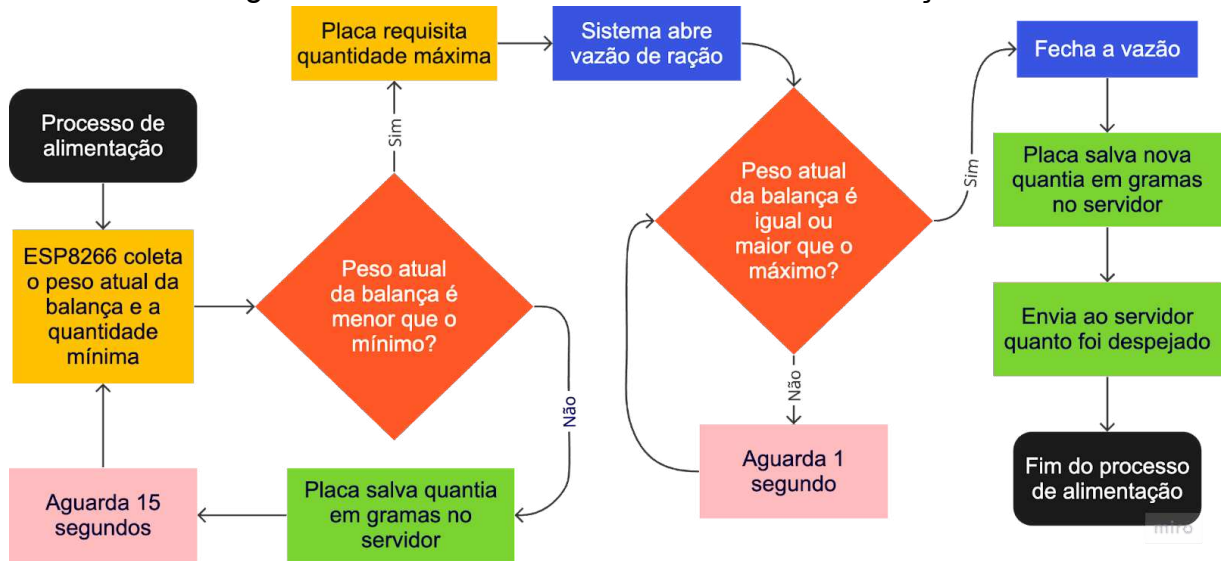 Processo de
alimentação
ESP8266 coleta
o peso atual da
balança e a
quantidade
mínima
Peso atual
da balança é
menor que o
mínimo?
Sim
Placa requisita
quantidade máxima
Sistema abre
vazão de ração
Não
Placa salva quantia
em gramas no
servidor
Aguarda 15
segundos
Peso atual
da balança é
igual ou
maior que o
máximo?
Não
Aguarda 1
segundo
Sim
Fecha a vazão
Placa salva nova
quantia em gramas
no servidor
Envia ao servidor
quanto foi despejado
Fim do processo
de alimentação
miro